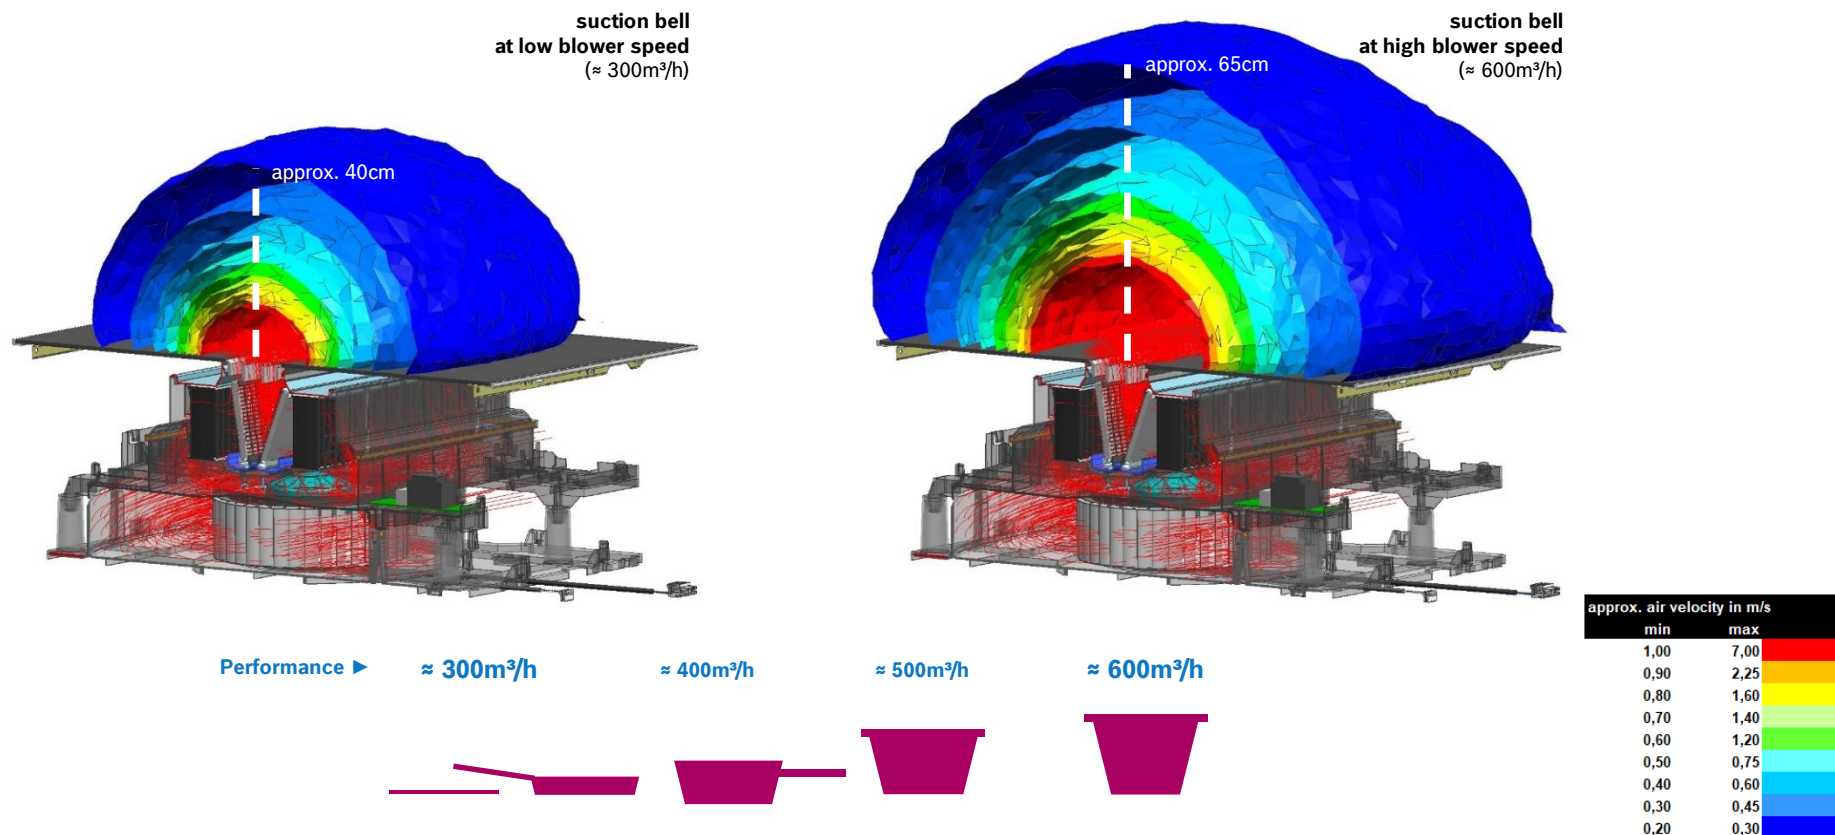 suction bell
at low blower speed
(≈ 300m³/h)
approx. 40cm
suction bell
at high blower speed
(≈ 600m³/h)
approx. 65cm
Performance ► ≈ 300m³/h ≈ 400m³/h ≈ 500m³/h ≈ 600m³/h
approx. air velocity in m/s
min max
1,00 7,00
0,90 2,25
0,80 1,60
0,70 1,40
0,60 1,20
0,50 0,75
0,40 0,60
0,30 0,45
0,20 0,30